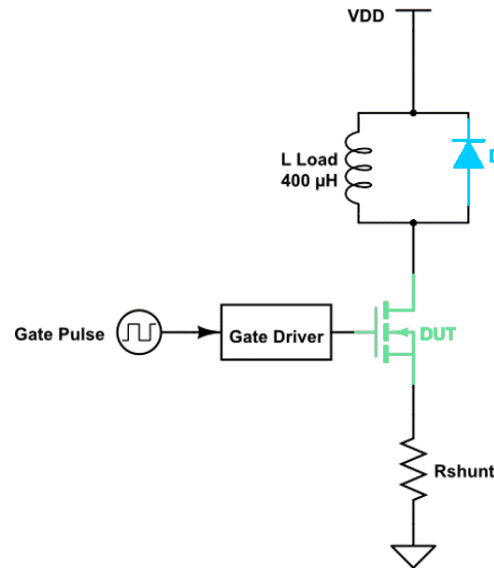 VDD
L Load
400 µH
D
Gate Pulse
Gate Driver
DUT
Rshunt